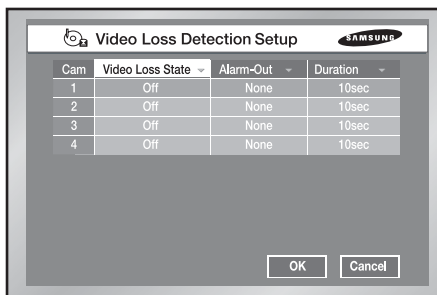 Video Loss Detection Setup SAMSUNG
Cam Video Loss State Alarm-Out Duration
1 Off None 10sec
2 Off None 10sec
3 Off None 10sec
4 Off None 10sec
OK Cancel